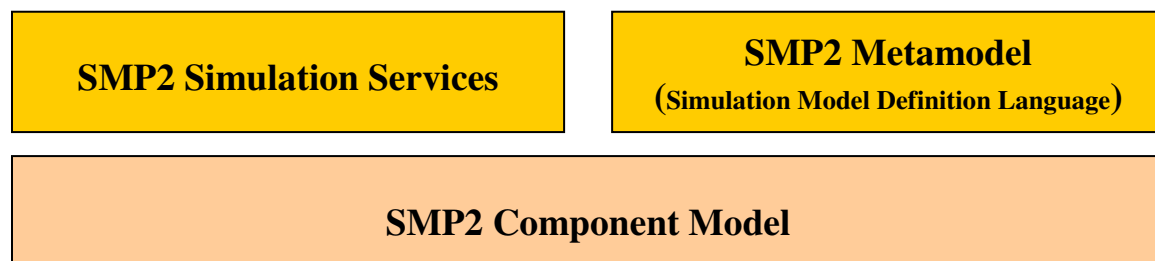 SMP2 Simulation Services
SMP2 Metamodel
(Simulation Model Definition Language)
SMP2 Component Model